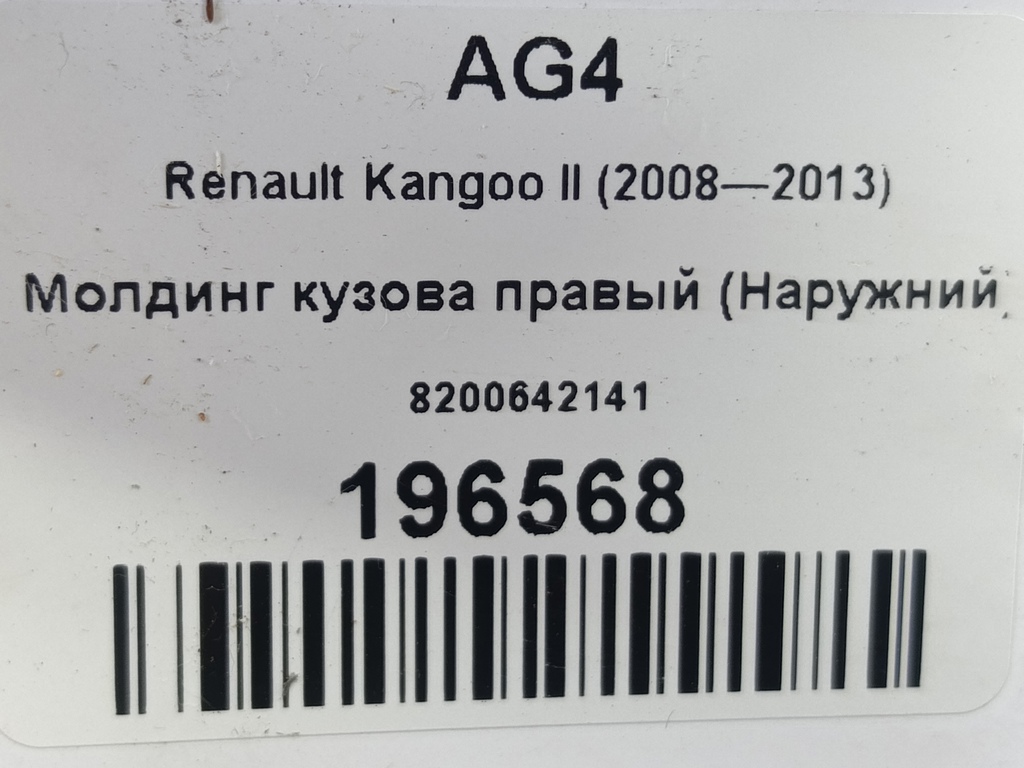 AG4
Renault Kangoo II (2008—2013)
Молдинг кузова правый (Наружний
8200642141
196568